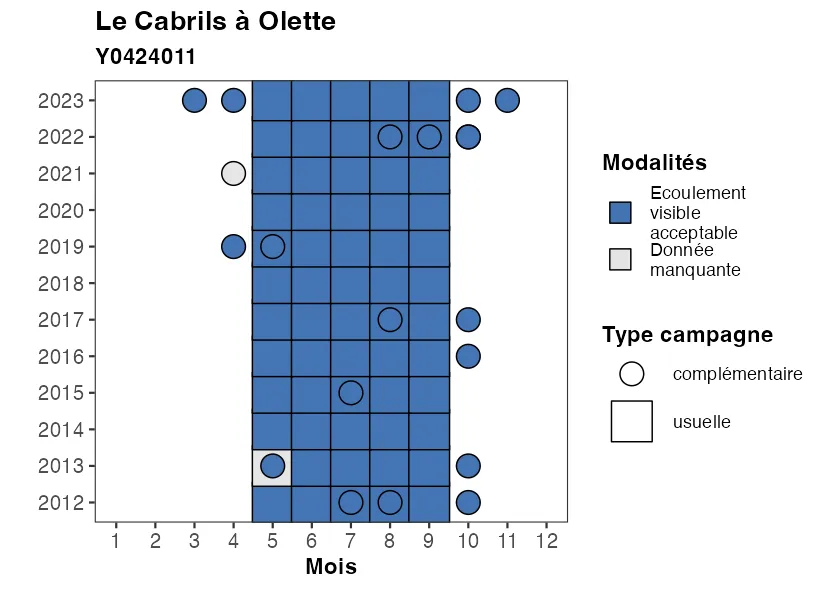 Le Cabrils à Olette
Y0424011
2023
2022
2021
2020
2019
2018
2017
2016
2015
2014
2013
2012
1 2 3 4 5 6 7 8 9 10 11 12
Mois
Modalités
Ecoulement
visible
acceptable
Donnée
manquante
Type campagne
complémentaire
usuelle